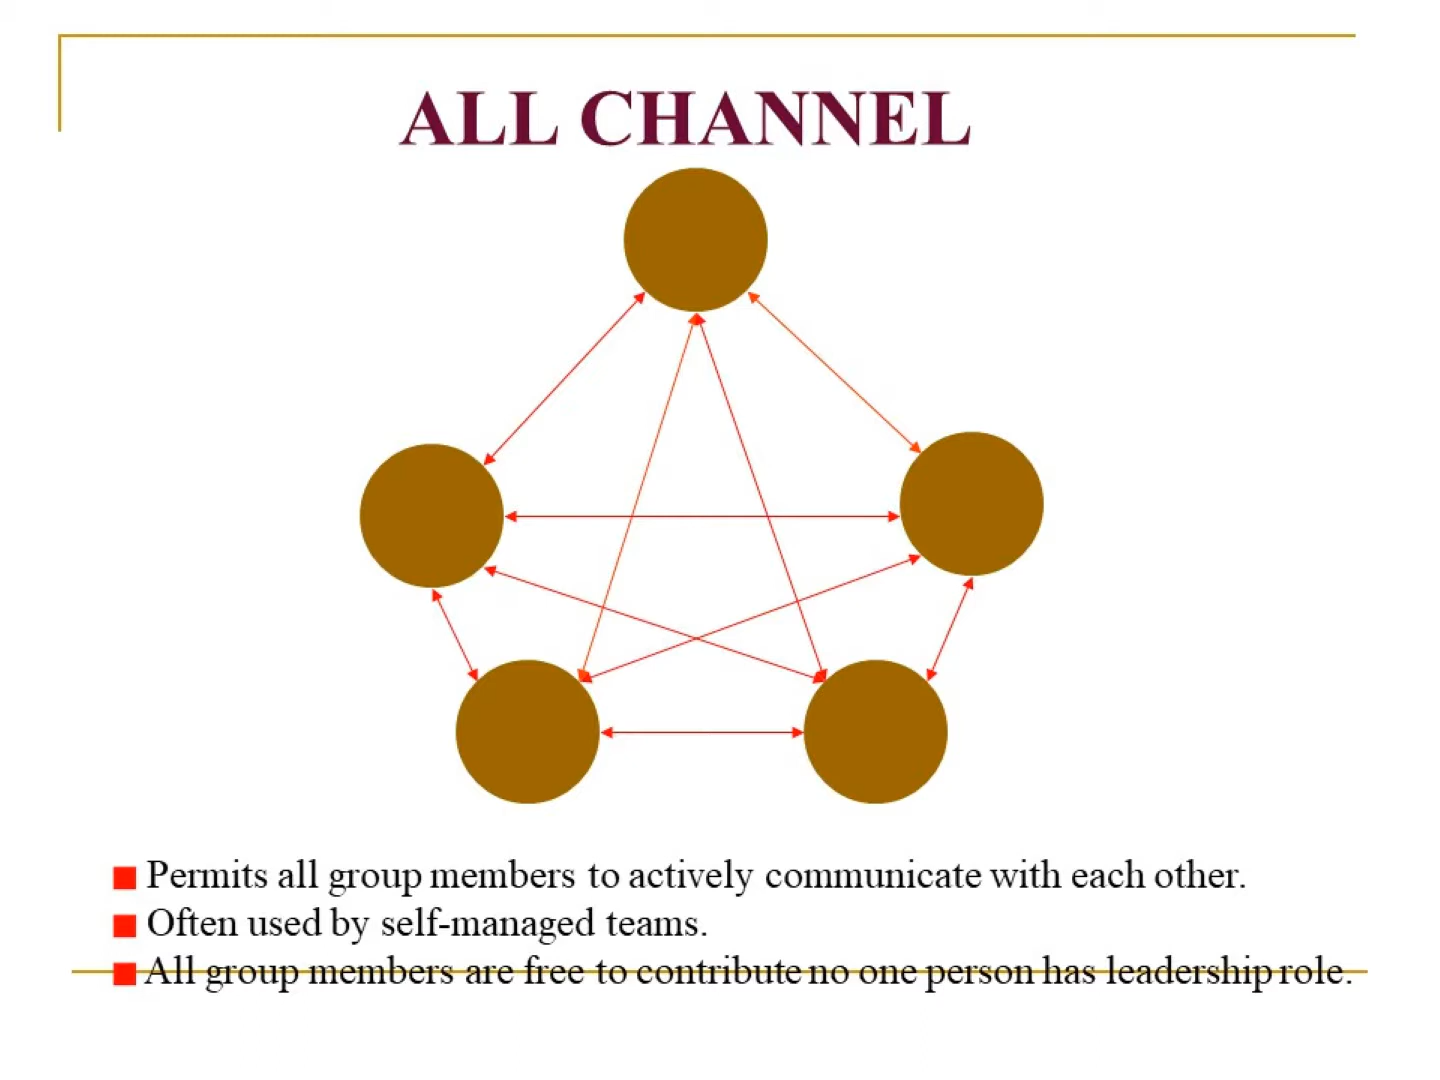 ALL CHANNEL
Permits all group members to actively communicate with each other.
Often used by self-managed teams.
All group members are free to contribute no one person has leadership role.